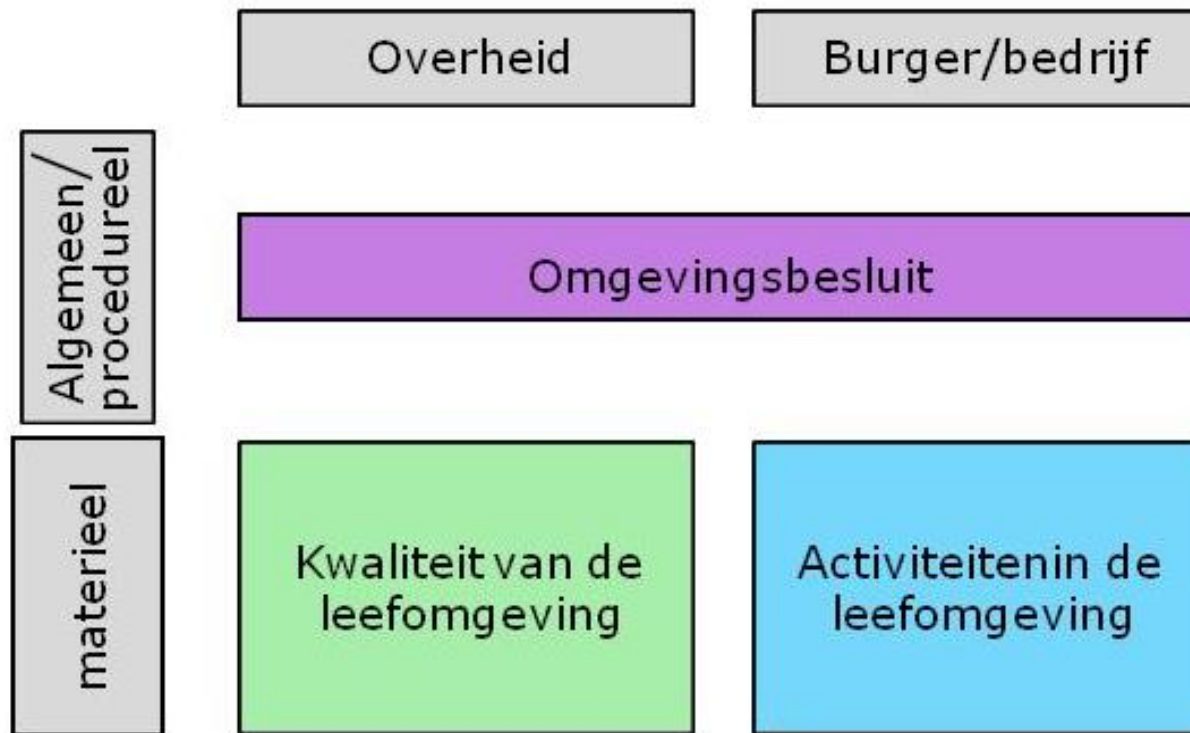 Overheid
Burger/bedrijf
Algemeen/
procedureel
Omgevingsbesluit
materieel
Kwaliteit van de
leefomgeving
Activiteitenin de
leefomgeving